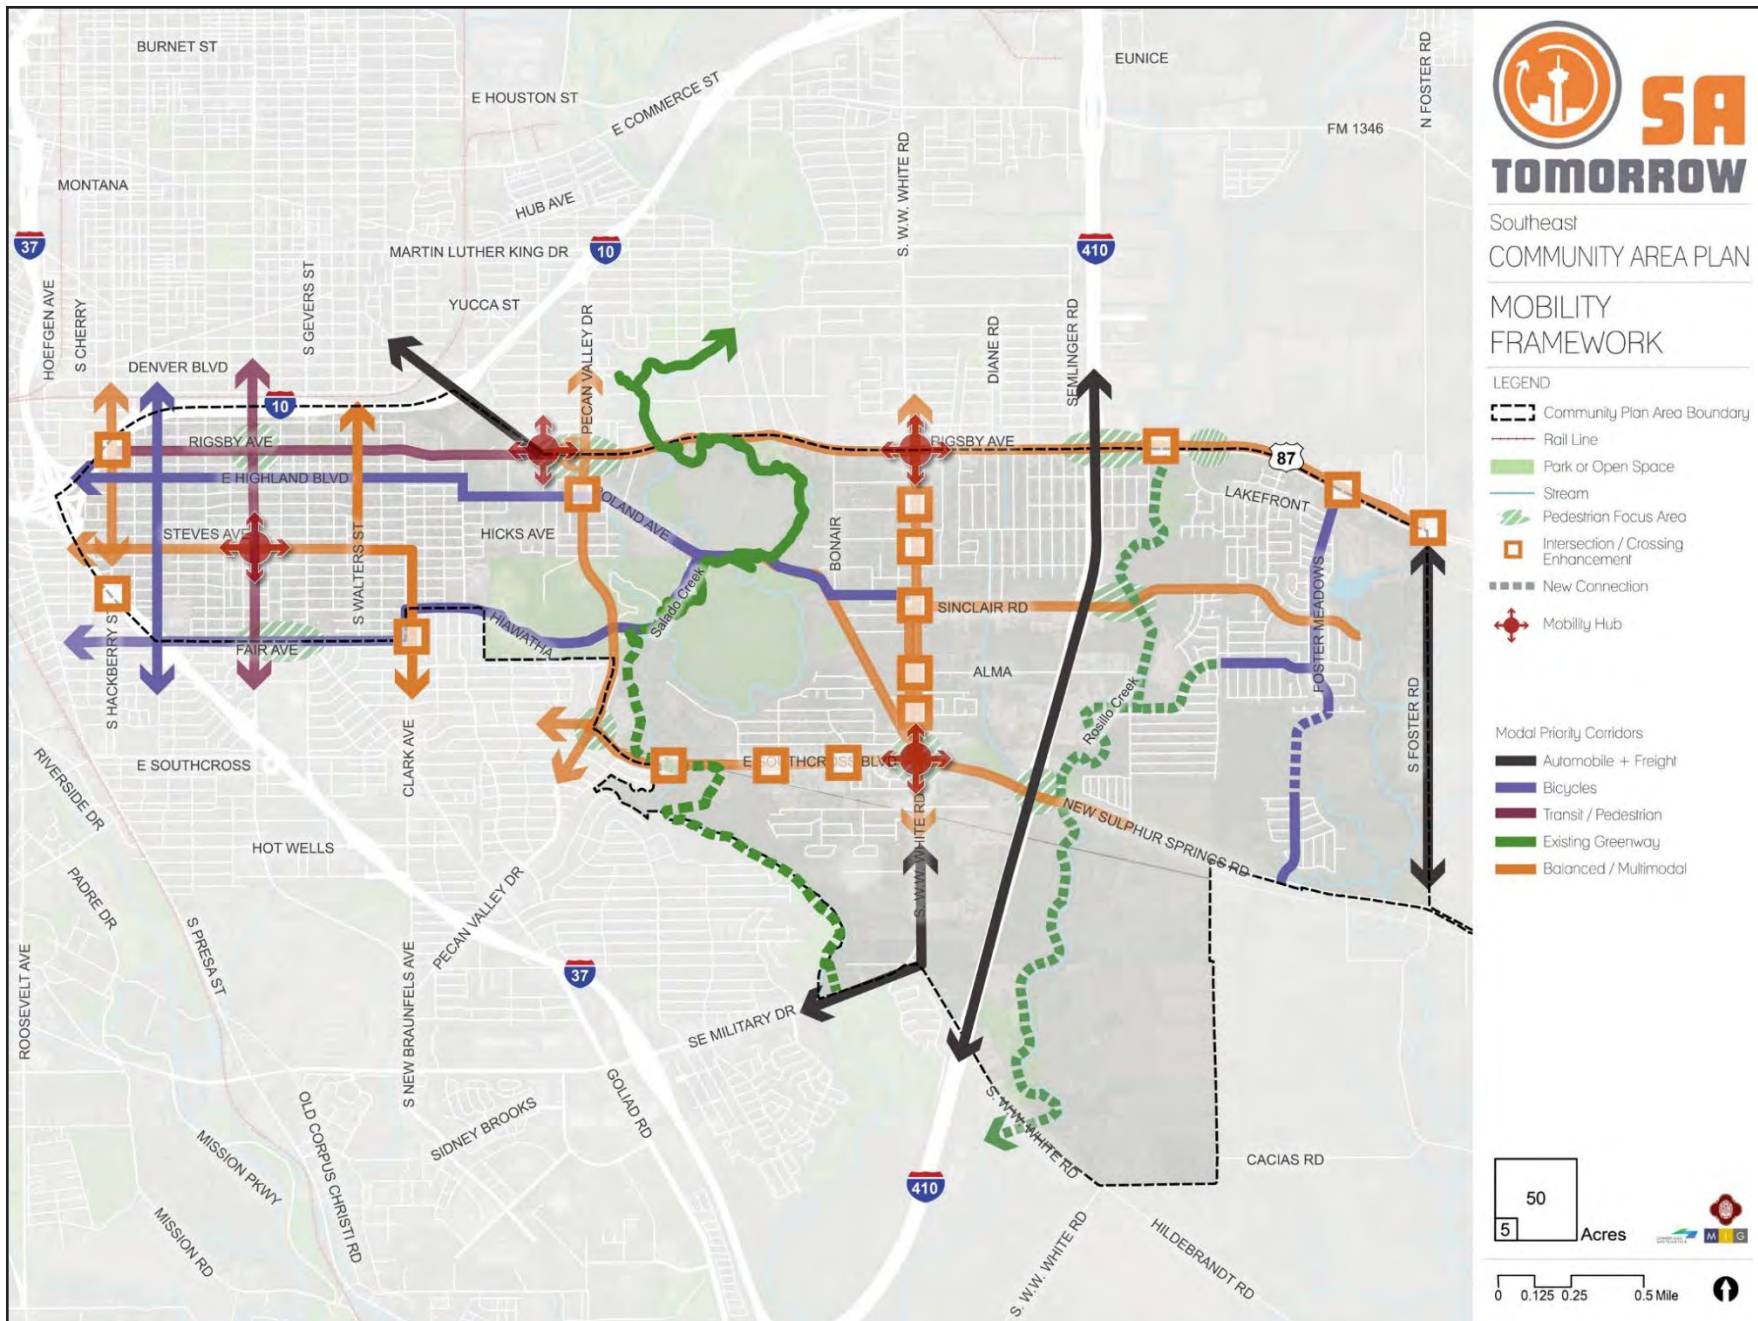 BURNET ST
EUNICE
N FOSTER RD
E HOUSTON ST
E COMMERCE ST
FM 1346
MONTANA
HUB AVE
S. W.W. WHITE RD
37
MARTIN LUTHER KING DR
10
410
HOEFGEN AVE
S CHERRY
S GEVERS ST
YUCCA ST
PECAN VALLEY DR
DIANE RD
SEMLINGER RD
DENVER BLVD
10
RIGSBY AVE
RIGSBY AVE
87
E HIGHLAND BLVD
ROLAND AVE
LAKEFRONT
STEVES AVE
S WALTERS ST
HICKS AVE
BONAIR
Salado Creek
SINCLAIR RD
FOSTER MEADOWS
HIAWATHA
FAIR AVE
S HACKBERRY ST
ALMA
Rosillo Creek
S FOSTER RD
CLARK AVE
RIVERSIDE DR
E SOUTHCROSS
E SOUTHCROSS BLVD
NEW SULPHUR SPRINGS RD
HOT WELLS
S. W.W. WHITE RD
PADRE DR
PECAN VALLEY DR
S PRESA ST
ROOSEVELT AVE
S NEW BRAUNFELS AVE
37
SE MILITARY DR
GOLIAD RD
OLD CORPUS CHRISTI RD
SIDNEY BROOKS
MISSION PKWY
S. W.W. WHITE RD
CACIAS RD
410
MISSION RD
S. W.W. WHITE RD
HILDEBRANDT RD
SA
TOMORROW
Southeast
COMMUNITY AREA PLAN
MOBILITY
FRAMEWORK
LEGEND
Community Plan Area Boundary
Rail Line
Park or Open Space
Stream
Pedestrian Focus Area
Intersection / Crossing
Enhancement
New Connection
Mobility Hub
Modal Priority Corridors
Automobile + Freight
Bicycles
Transit / Pedestrian
Existing Greenway
Balanced / Multimodal
50
5
Acres
M I G
0 0.125 0.25 0.5 Mile